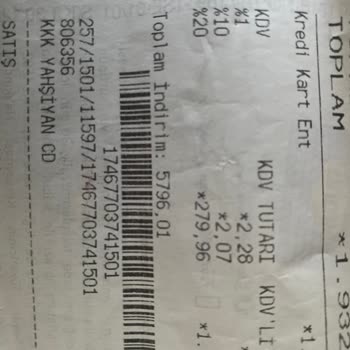 TOPLAM *1.932
Kredi Kart Ent *1
KDV KDV TUTARI KDV'Lİ
%1 *2,28
%10 *2,07
%20 *279,96 *1.
Toplam İndirim: 5796,01
17467703741501
257/1501/11597/17467703741501
806356
KKK YAHŞİYAN CD
SATIŞ